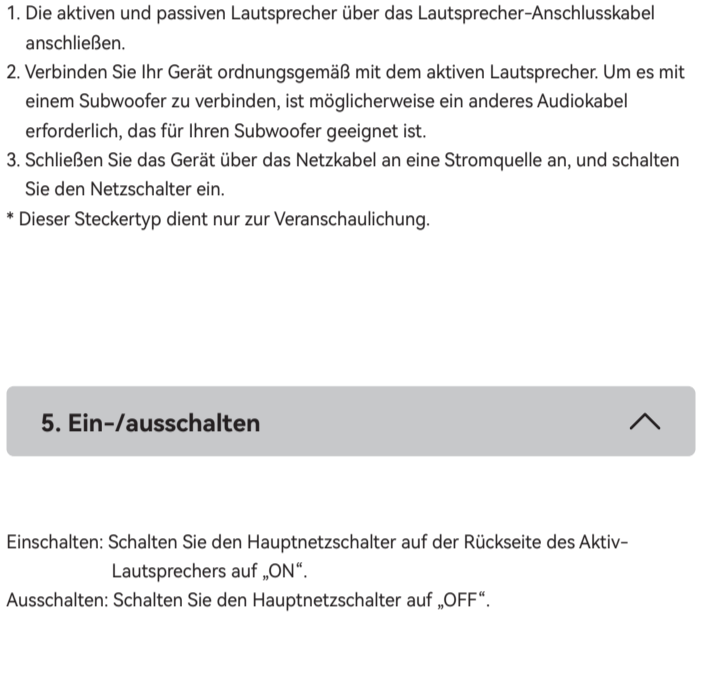 1. Die aktiven und passiven Lautsprecher über das Lautsprecher-Anschlusskabel
anschließen.
2. Verbinden Sie Ihr Gerät ordnungsgemäß mit dem aktiven Lautsprecher. Um es mit
einem Subwoofer zu verbinden, ist möglicherweise ein anderes Audiokabel
erforderlich, das für Ihren Subwoofer geeignet ist.
3. Schließen Sie das Gerät über das Netzkabel an eine Stromquelle an, und schalten
Sie den Netzschalter ein.
* Dieser Steckertyp dient nur zur Veranschaulichung.
5. Ein-/ausschalten
Einschalten: Schalten Sie den Hauptnetzschalter auf der Rückseite des Aktiv-
Lautsprechers auf „ON“.
Ausschalten: Schalten Sie den Hauptnetzschalter auf „OFF“.